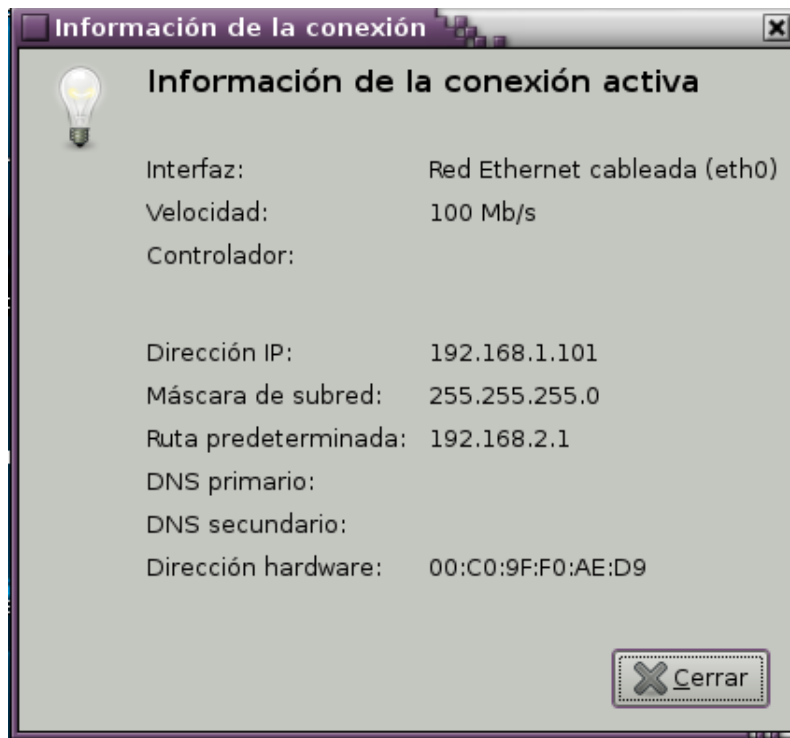 Información de la conexión
Información de la conexión activa
Interfaz: Red Ethernet cableada (eth0)
Velocidad: 100 Mb/s
Controlador:
Dirección IP: 192.168.1.101
Máscara de subred: 255.255.255.0
Ruta predeterminada: 192.168.2.1
DNS primario:
DNS secundario:
Dirección hardware: 00:C0:9F:F0:AE:D9
Cerrar